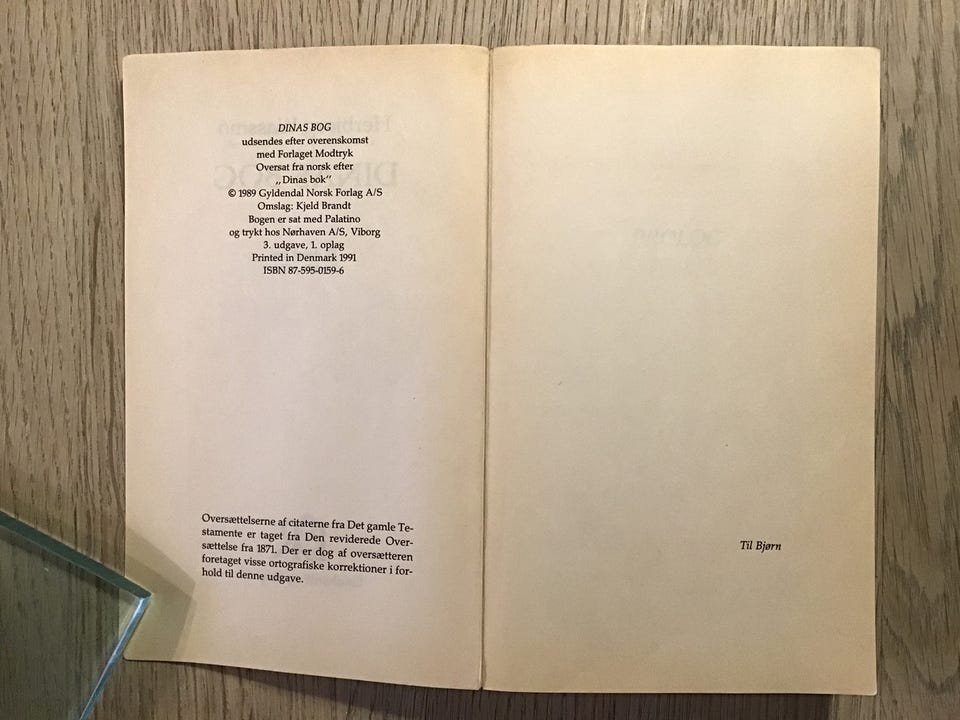 DINAS BOG
udsendes efter overenskomst
med Forlaget Modtryk
Oversat fra norsk efter
„Dinas bok“
© 1989 Gyldendal Norsk Forlag A/S
Omslag: Kjeld Brandt
Bogen er sat med Palatino
og trykt hos Nørhaven A/S, Viborg
3. udgave, 1. oplag
Printed in Denmark 1991
ISBN 87-595-0159-6
Oversættelserne af citaterne fra Det gamle Te-
stamente er taget fra Den reviderede Over-
sættelse fra 1871. Der er dog af oversætteren
foretaget visse ortografiske korrektioner i for-
hold til denne udgave.
Til Bjørn